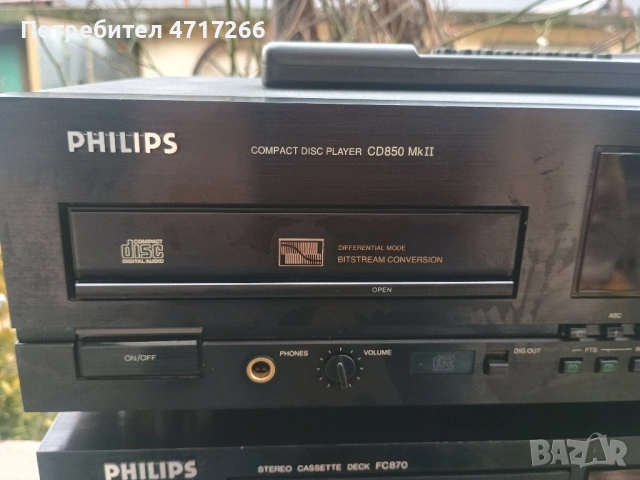 Потребител 4717266
PHILIPS
COMPACT DISC PLAYER CD850 MkII
COMPACT
disc
DIGITAL AUDIO
DIFFERENTIAL MODE
BITSTREAM CONVERSION
OPEN
ABC
ON/OFF
PHONES
VOLUME
DIG.OUT
FTS
PHILIPS
STEREO CASSETTE DECK FC870
BAZAR